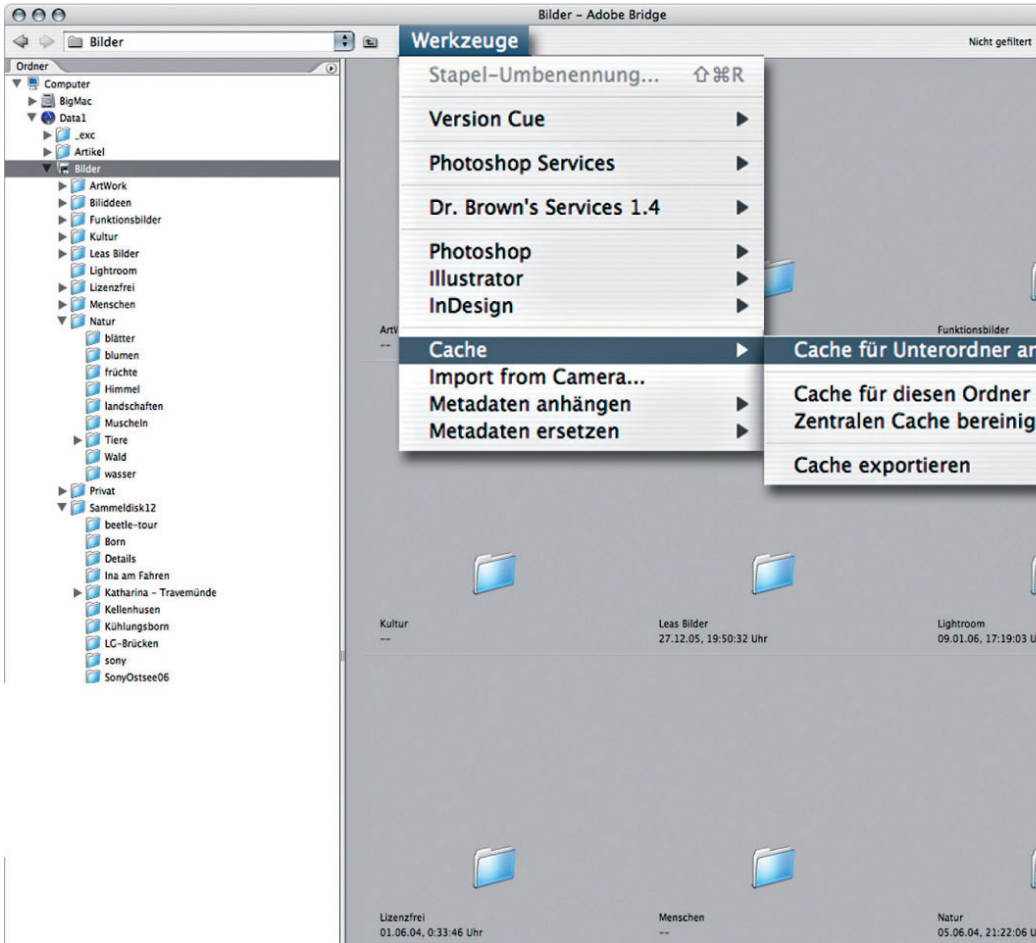 Bilder – Adobe Bridge
Bilder
Nicht gefiltert
Ordner
Computer
BigMac
Data1
_exc
Artikel
Bilder
ArtWork
Biliddeen
Funktionsbilder
Kultur
Leas Bilder
Lightroom
Lizenzfrei
Menschen
Natur
blätter
blumen
früchte
Himmel
landschaften
Muscheln
Tiere
Wald
wasser
Privat
Sammeldisk12
beetle-tour
Born
Details
Ina am Fahren
Katharina – Travemünde
Kellenhusen
Kühlungsborn
LG-Brücken
sony
SonyOstsee06
Werkzeuge
Stapel-Umbenennung... ⇧⌘R
Version Cue
Photoshop Services
Dr. Brown's Services 1.4
Photoshop
Illustrator
InDesign
Cache
Import from Camera...
Metadaten anhängen
Metadaten ersetzen
Cache für Unterordner an
Cache für diesen Ordner
Zentralen Cache bereinig
Cache exportieren
ArtW
--
Funktionsbilder
Kultur
--
Leas Bilder
27.12.05, 19:50:32 Uhr
Lightroom
09.01.06, 17:19:03 U
Lizenzfrei
01.06.04, 0:33:46 Uhr
Menschen
--
Natur
05.06.04, 21:22:06 U